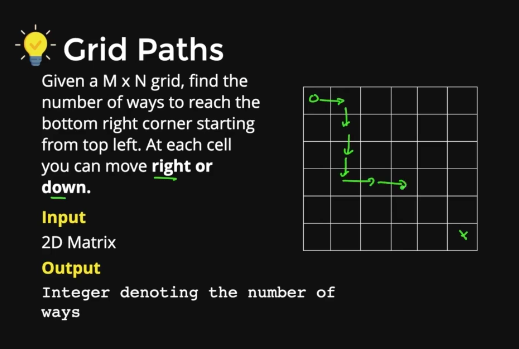 Grid Paths
Given a M x N grid, find the
number of ways to reach the
bottom right corner starting
from top left. At each cell
you can move right or
down.
Input
2D Matrix
Output
Integer denoting the number of
ways
x